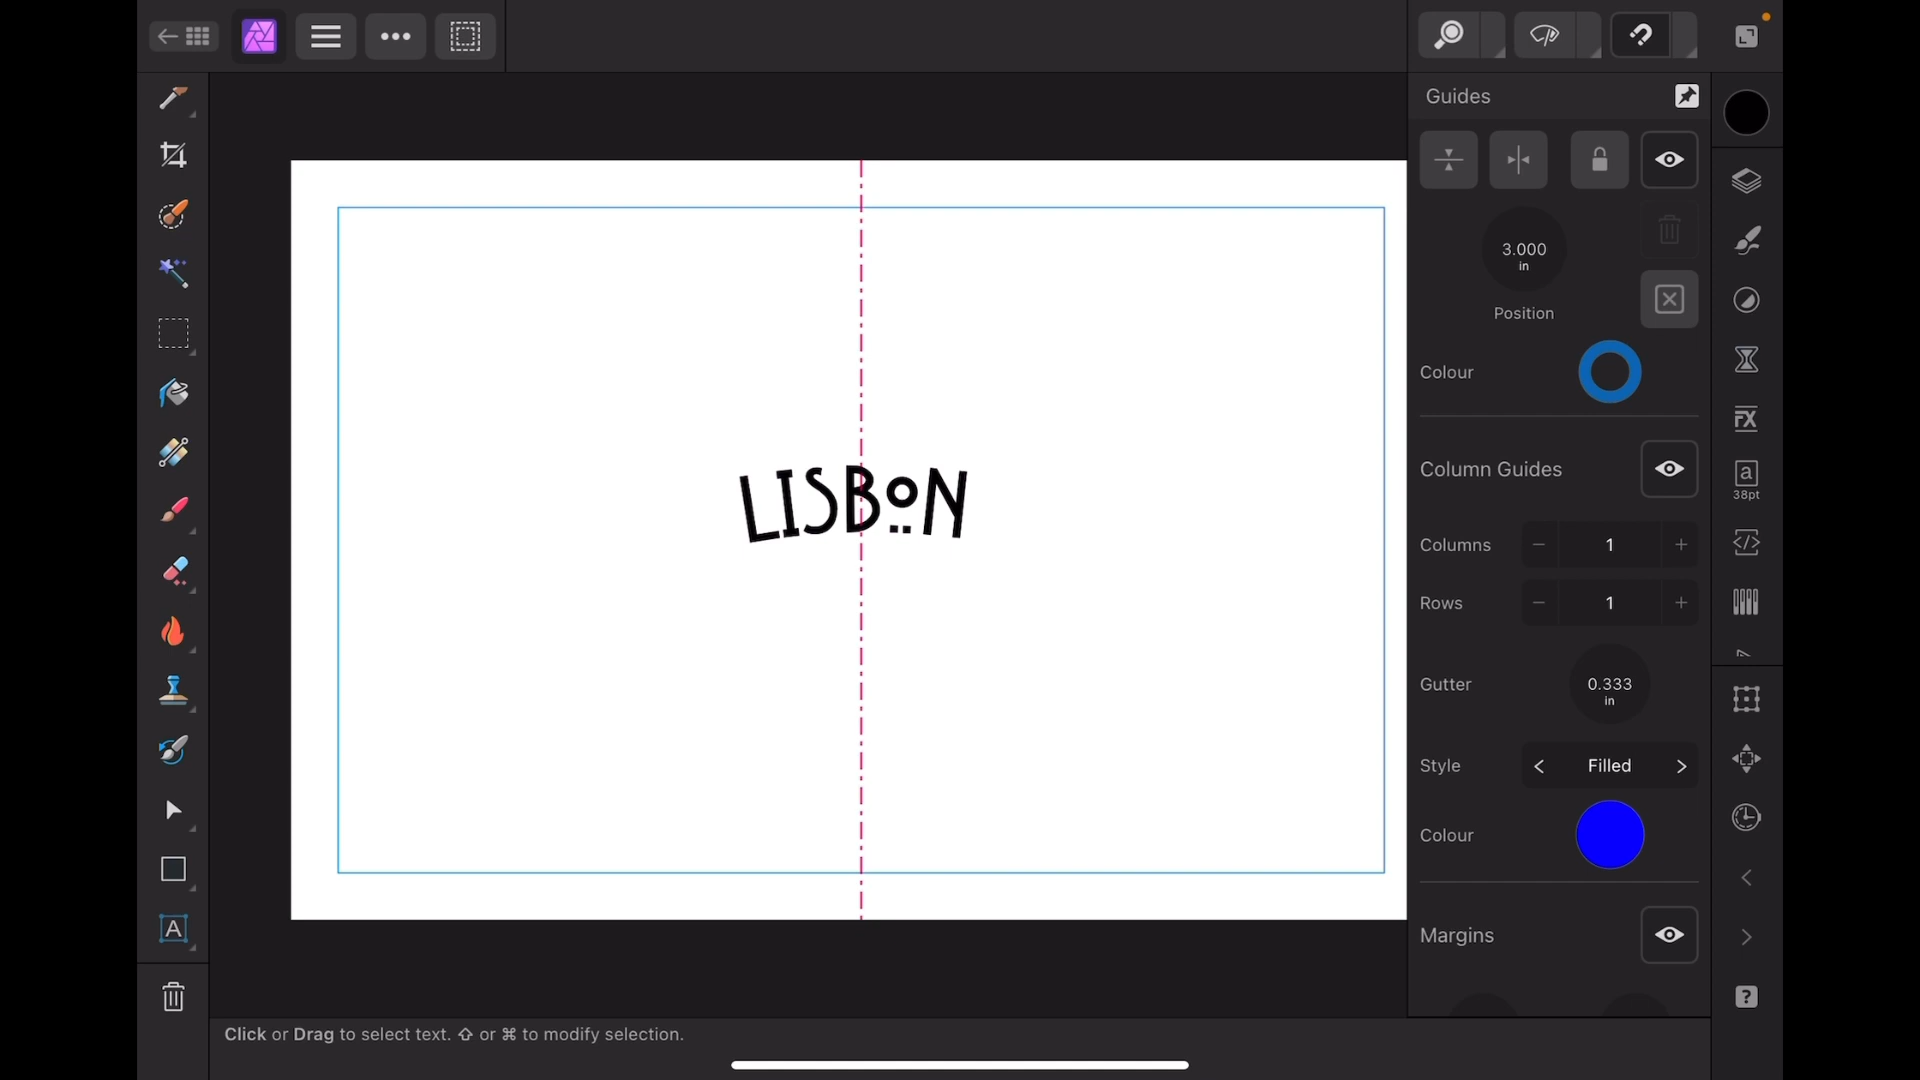 Guides
3.000
in
Position
Colour
Column Guides
Columns 1
Rows 1
Gutter 0.333
in
Style Filled
Colour
Margins
FX
a
38pt
LISBON
A
Click or Drag to select text. ⇧ or ⌘ to modify selection.
?